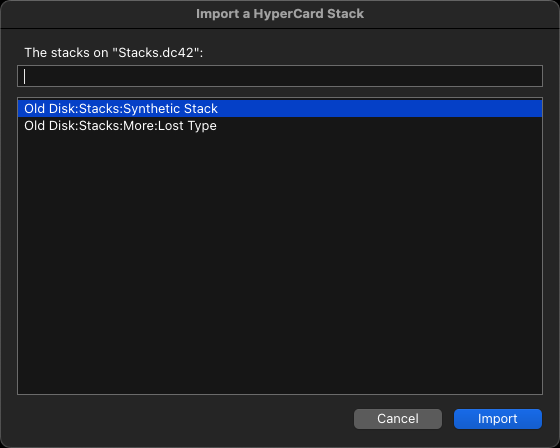 Import a HyperCard Stack
The stacks on "Stacks.dc42":
Old Disk:Stacks:Synthetic Stack
Old Disk:Stacks:More:Lost Type
Cancel
Import